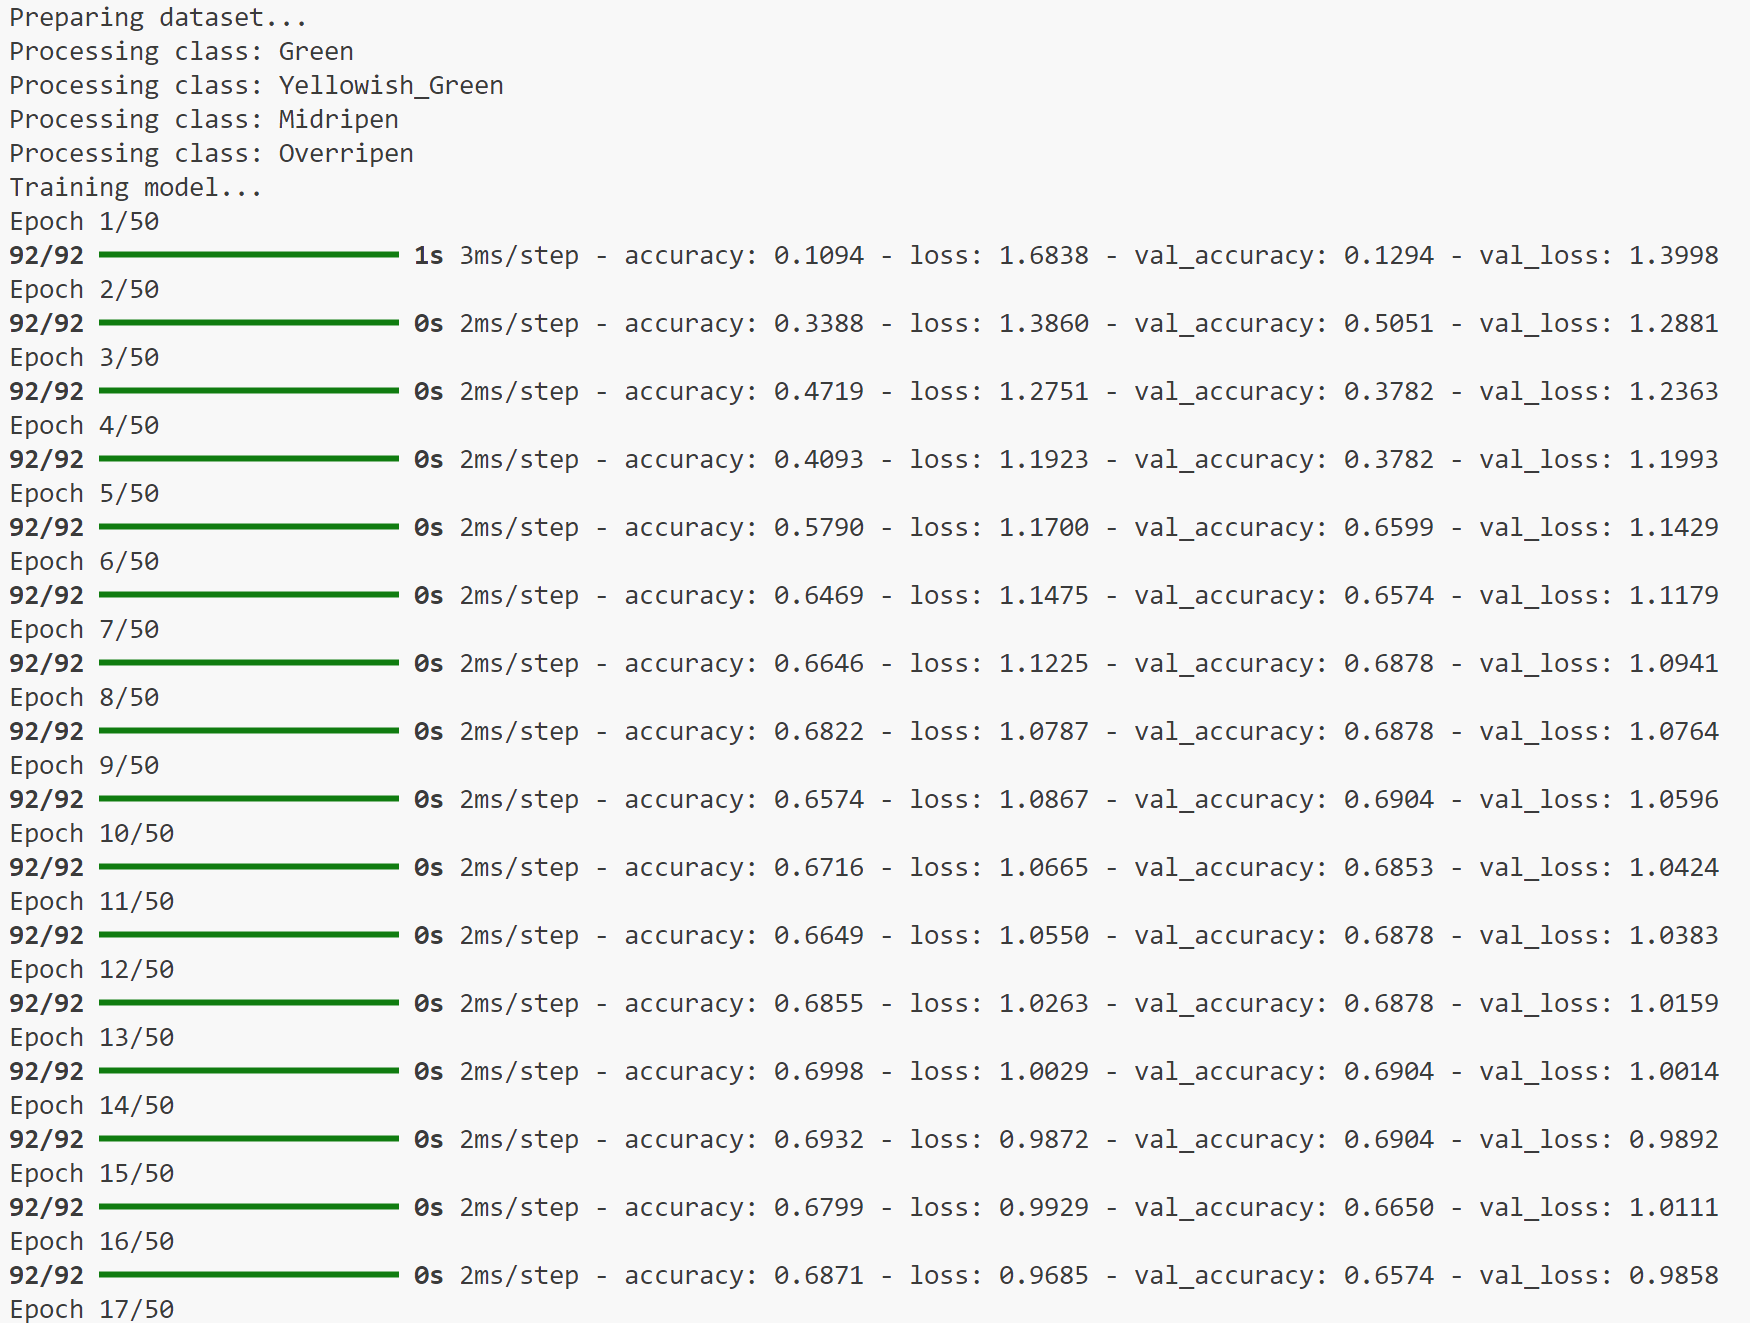 Preparing dataset...
Processing class: Green
Processing class: Yellowish_Green
Processing class: Midripen
Processing class: Overripen
Training model...
Epoch 1/50
92/92 ━━━━━━━━━━━━━━━━━━━━ 1s 3ms/step - accuracy: 0.1094 - loss: 1.6838 - val_accuracy: 0.1294 - val_loss: 1.3998
Epoch 2/50
92/92 ━━━━━━━━━━━━━━━━━━━━ 0s 2ms/step - accuracy: 0.3388 - loss: 1.3860 - val_accuracy: 0.5051 - val_loss: 1.2881
Epoch 3/50
92/92 ━━━━━━━━━━━━━━━━━━━━ 0s 2ms/step - accuracy: 0.4719 - loss: 1.2751 - val_accuracy: 0.3782 - val_loss: 1.2363
Epoch 4/50
92/92 ━━━━━━━━━━━━━━━━━━━━ 0s 2ms/step - accuracy: 0.4093 - loss: 1.1923 - val_accuracy: 0.3782 - val_loss: 1.1993
Epoch 5/50
92/92 ━━━━━━━━━━━━━━━━━━━━ 0s 2ms/step - accuracy: 0.5790 - loss: 1.1700 - val_accuracy: 0.6599 - val_loss: 1.1429
Epoch 6/50
92/92 ━━━━━━━━━━━━━━━━━━━━ 0s 2ms/step - accuracy: 0.6469 - loss: 1.1475 - val_accuracy: 0.6574 - val_loss: 1.1179
Epoch 7/50
92/92 ━━━━━━━━━━━━━━━━━━━━ 0s 2ms/step - accuracy: 0.6646 - loss: 1.1225 - val_accuracy: 0.6878 - val_loss: 1.0941
Epoch 8/50
92/92 ━━━━━━━━━━━━━━━━━━━━ 0s 2ms/step - accuracy: 0.6822 - loss: 1.0787 - val_accuracy: 0.6878 - val_loss: 1.0764
Epoch 9/50
92/92 ━━━━━━━━━━━━━━━━━━━━ 0s 2ms/step - accuracy: 0.6574 - loss: 1.0867 - val_accuracy: 0.6904 - val_loss: 1.0596
Epoch 10/50
92/92 ━━━━━━━━━━━━━━━━━━━━ 0s 2ms/step - accuracy: 0.6716 - loss: 1.0665 - val_accuracy: 0.6853 - val_loss: 1.0424
Epoch 11/50
92/92 ━━━━━━━━━━━━━━━━━━━━ 0s 2ms/step - accuracy: 0.6649 - loss: 1.0550 - val_accuracy: 0.6878 - val_loss: 1.0383
Epoch 12/50
92/92 ━━━━━━━━━━━━━━━━━━━━ 0s 2ms/step - accuracy: 0.6855 - loss: 1.0263 - val_accuracy: 0.6878 - val_loss: 1.0159
Epoch 13/50
92/92 ━━━━━━━━━━━━━━━━━━━━ 0s 2ms/step - accuracy: 0.6998 - loss: 1.0029 - val_accuracy: 0.6904 - val_loss: 1.0014
Epoch 14/50
92/92 ━━━━━━━━━━━━━━━━━━━━ 0s 2ms/step - accuracy: 0.6932 - loss: 0.9872 - val_accuracy: 0.6904 - val_loss: 0.9892
Epoch 15/50
92/92 ━━━━━━━━━━━━━━━━━━━━ 0s 2ms/step - accuracy: 0.6799 - loss: 0.9929 - val_accuracy: 0.6650 - val_loss: 1.0111
Epoch 16/50
92/92 ━━━━━━━━━━━━━━━━━━━━ 0s 2ms/step - accuracy: 0.6871 - loss: 0.9685 - val_accuracy: 0.6574 - val_loss: 0.9858
Epoch 17/50